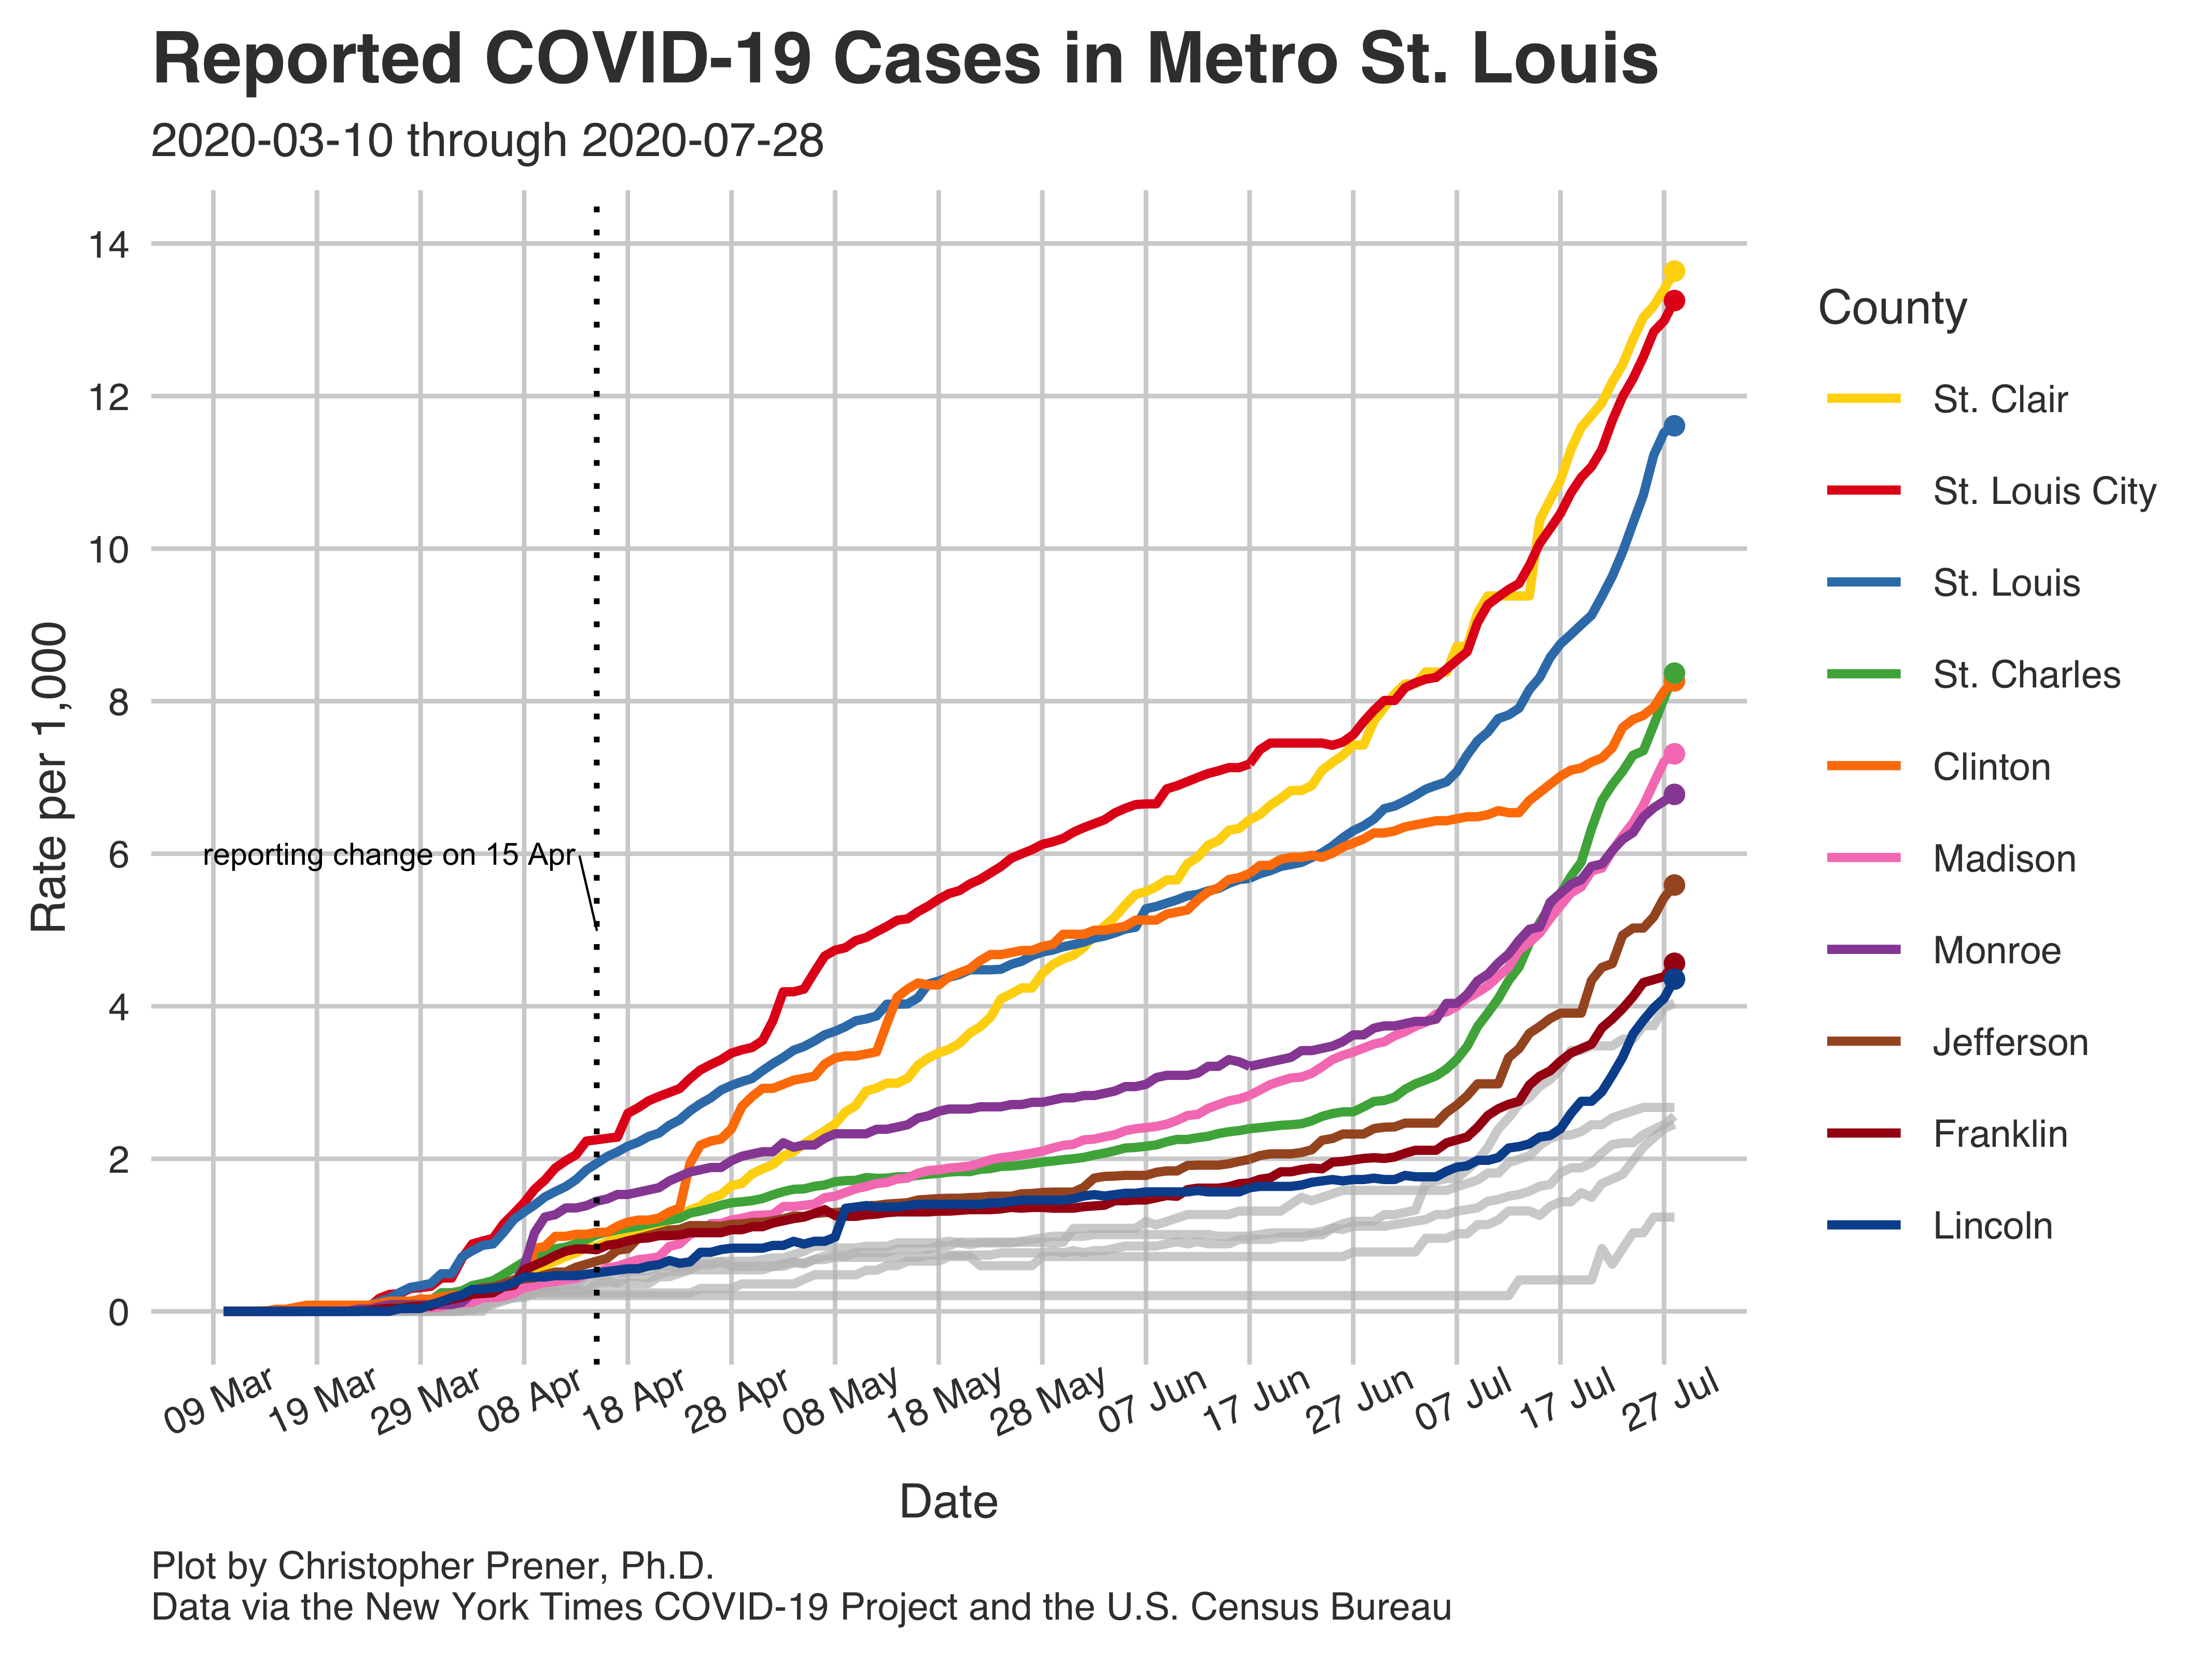 Reported COVID-19 Cases in Metro St. Louis
2020-03-10 through 2020-07-28
14
12
10
8
6
4
2
0
Rate per 1,000
reporting change on 15 Apr
09 Mar
19 Mar
29 Mar
08 Apr
18 Apr
28 Apr
08 May
18 May
28 May
07 Jun
17 Jun
27 Jun
07 Jul
17 Jul
27 Jul
Date
County
St. Clair
St. Louis City
St. Louis
St. Charles
Clinton
Madison
Monroe
Jefferson
Franklin
Lincoln
Plot by Christopher Prener, Ph.D.
Data via the New York Times COVID-19 Project and the U.S. Census Bureau